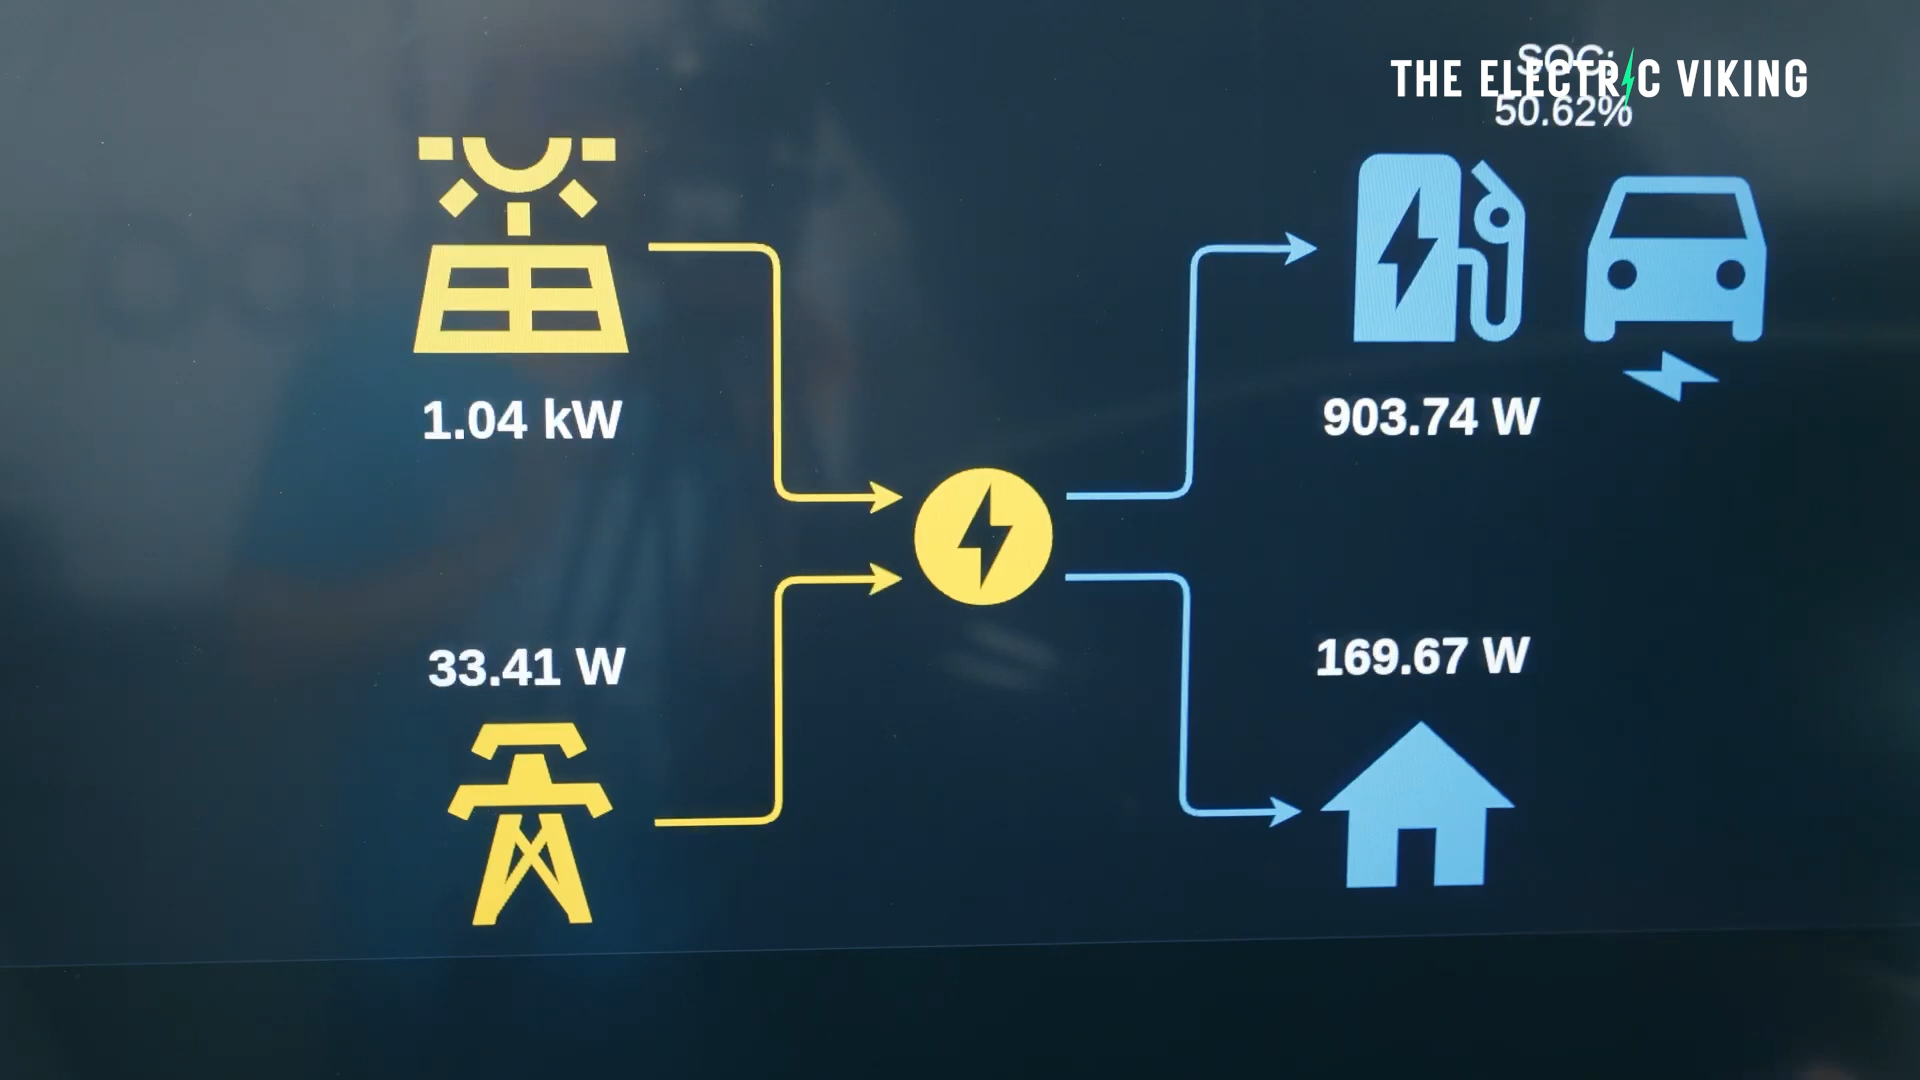 THE ELECTRIC VIKING
SOC:
50.62%
1.04 kW
903.74 W
33.41 W
169.67 W